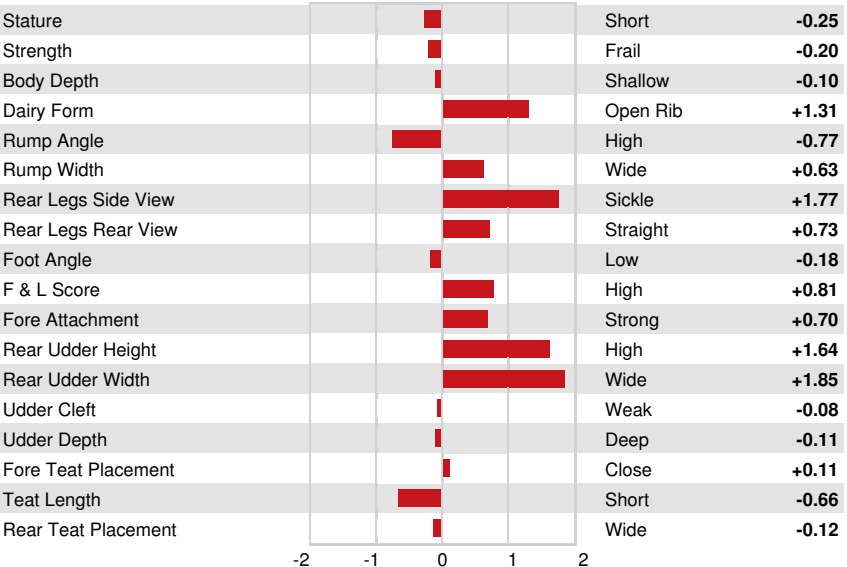 Stature Short -0.25
Strength Frail -0.20
Body Depth Shallow -0.10
Dairy Form Open Rib +1.31
Rump Angle High -0.77
Rump Width Wide +0.63
Rear Legs Side View Sickle +1.77
Rear Legs Rear View Straight +0.73
Foot Angle Low -0.18
F & L Score High +0.81
Fore Attachment Strong +0.70
Rear Udder Height High +1.64
Rear Udder Width Wide +1.85
Udder Cleft Weak -0.08
Udder Depth Deep -0.11
Fore Teat Placement Close +0.11
Teat Length Short -0.66
Rear Teat Placement Wide -0.12
-2 -1 0 1 2